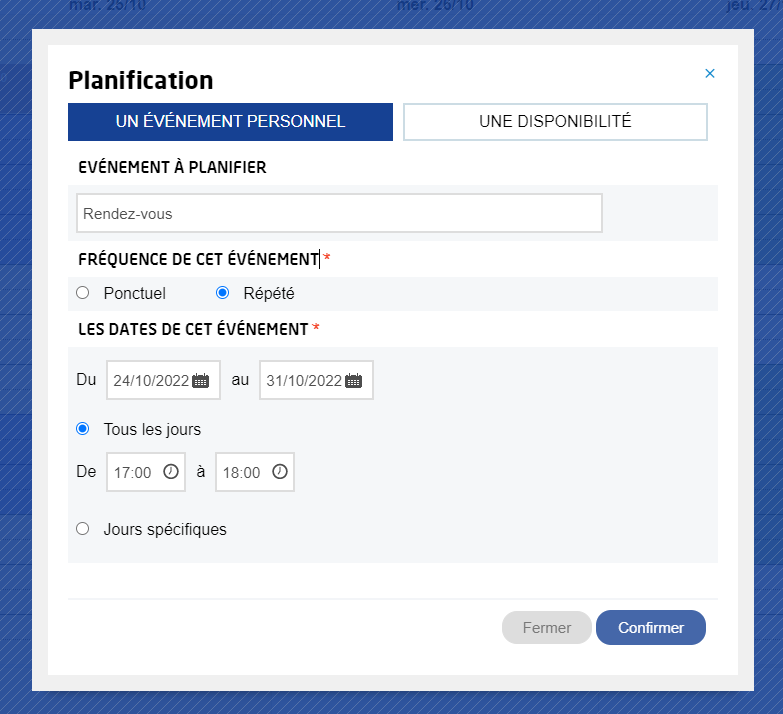 mar. 25/10 mer. 26/10 jeu. 27/
Planification ×
UN ÉVÉNEMENT PERSONNEL UNE DISPONIBILITÉ
EVÉNEMENT À PLANIFIER
Rendez-vous
FRÉQUENCE DE CET ÉVÉNEMENT *
Ponctuel Répété
LES DATES DE CET ÉVÉNEMENT *
Du 24/10/2022 au 31/10/2022
Tous les jours
De 17:00 à 18:00
Jours spécifiques
Fermer Confirmer